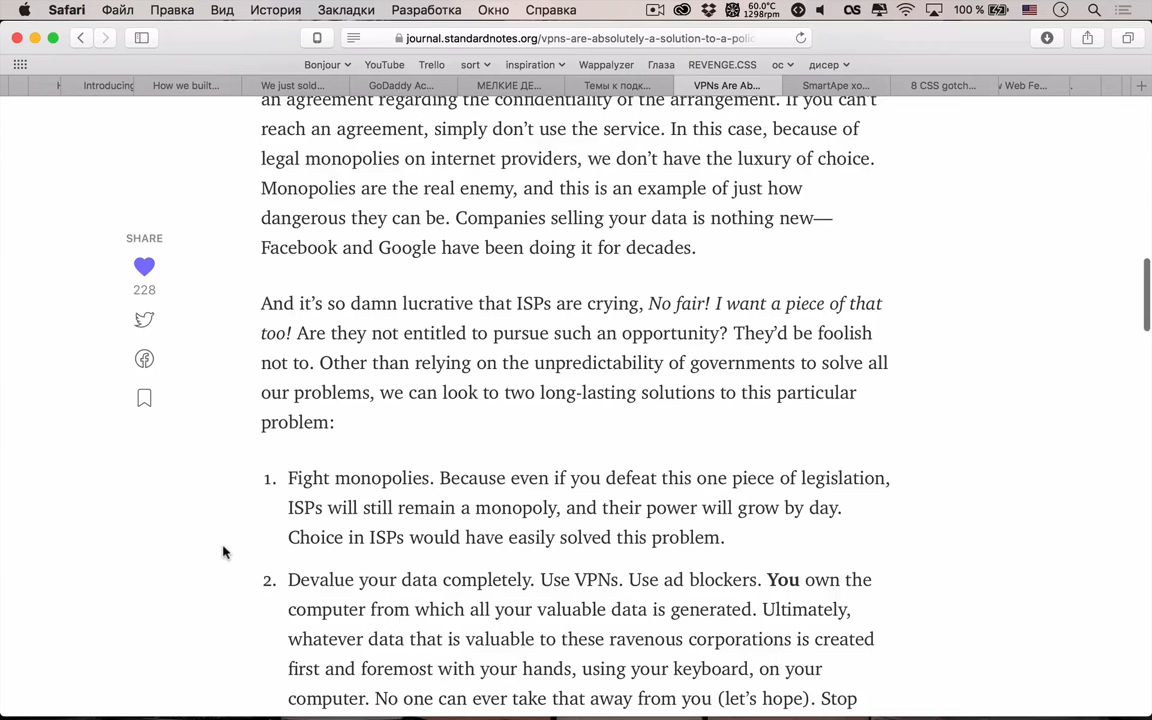 Safari Файл Правка Вид История Закладки Разработка Окно Справка 60.0°C 1298rpm 100 %
journal.standardnotes.org/vpns-are-absolutely-a-solution-to-a-polic
Bonjour YouTube Trello sort inspiration Wappalyzer Глаза REVENGE.CSS ос дисер
Introducing How we built... We just sold... GoDaddy Ac... МЕЛКИЕ ДЕ... Темы к подк... VPNs Are Ab... SmartApe хо... 8 CSS gotch... Web Fe...
an agreement regarding the confidentiality of the arrangement. If you can't
reach an agreement, simply don't use the service. In this case, because of
legal monopolies on internet providers, we don't have the luxury of choice.
Monopolies are the real enemy, and this is an example of just how
dangerous they can be. Companies selling your data is nothing new—
Facebook and Google have been doing it for decades.
SHARE
228
And it's so damn lucrative that ISPs are crying, No fair! I want a piece of that
too! Are they not entitled to pursue such an opportunity? They'd be foolish
not to. Other than relying on the unpredictability of governments to solve all
our problems, we can look to two long-lasting solutions to this particular
problem:
1. Fight monopolies. Because even if you defeat this one piece of legislation,
ISPs will still remain a monopoly, and their power will grow by day.
Choice in ISPs would have easily solved this problem.
2. Devalue your data completely. Use VPNs. Use ad blockers. You own the
computer from which all your valuable data is generated. Ultimately,
whatever data that is valuable to these ravenous corporations is created
first and foremost with your hands, using your keyboard, on your
computer. No one can ever take that away from you (let's hope). Stop